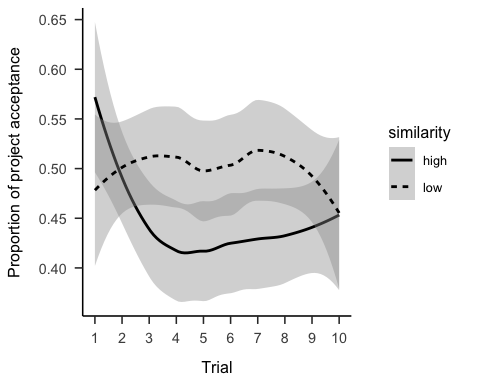 Proportion of project acceptance
0.65
0.60
0.55
0.50
0.45
0.40
1 2 3 4 5 6 7 8 9 10
Trial
similarity
high
low